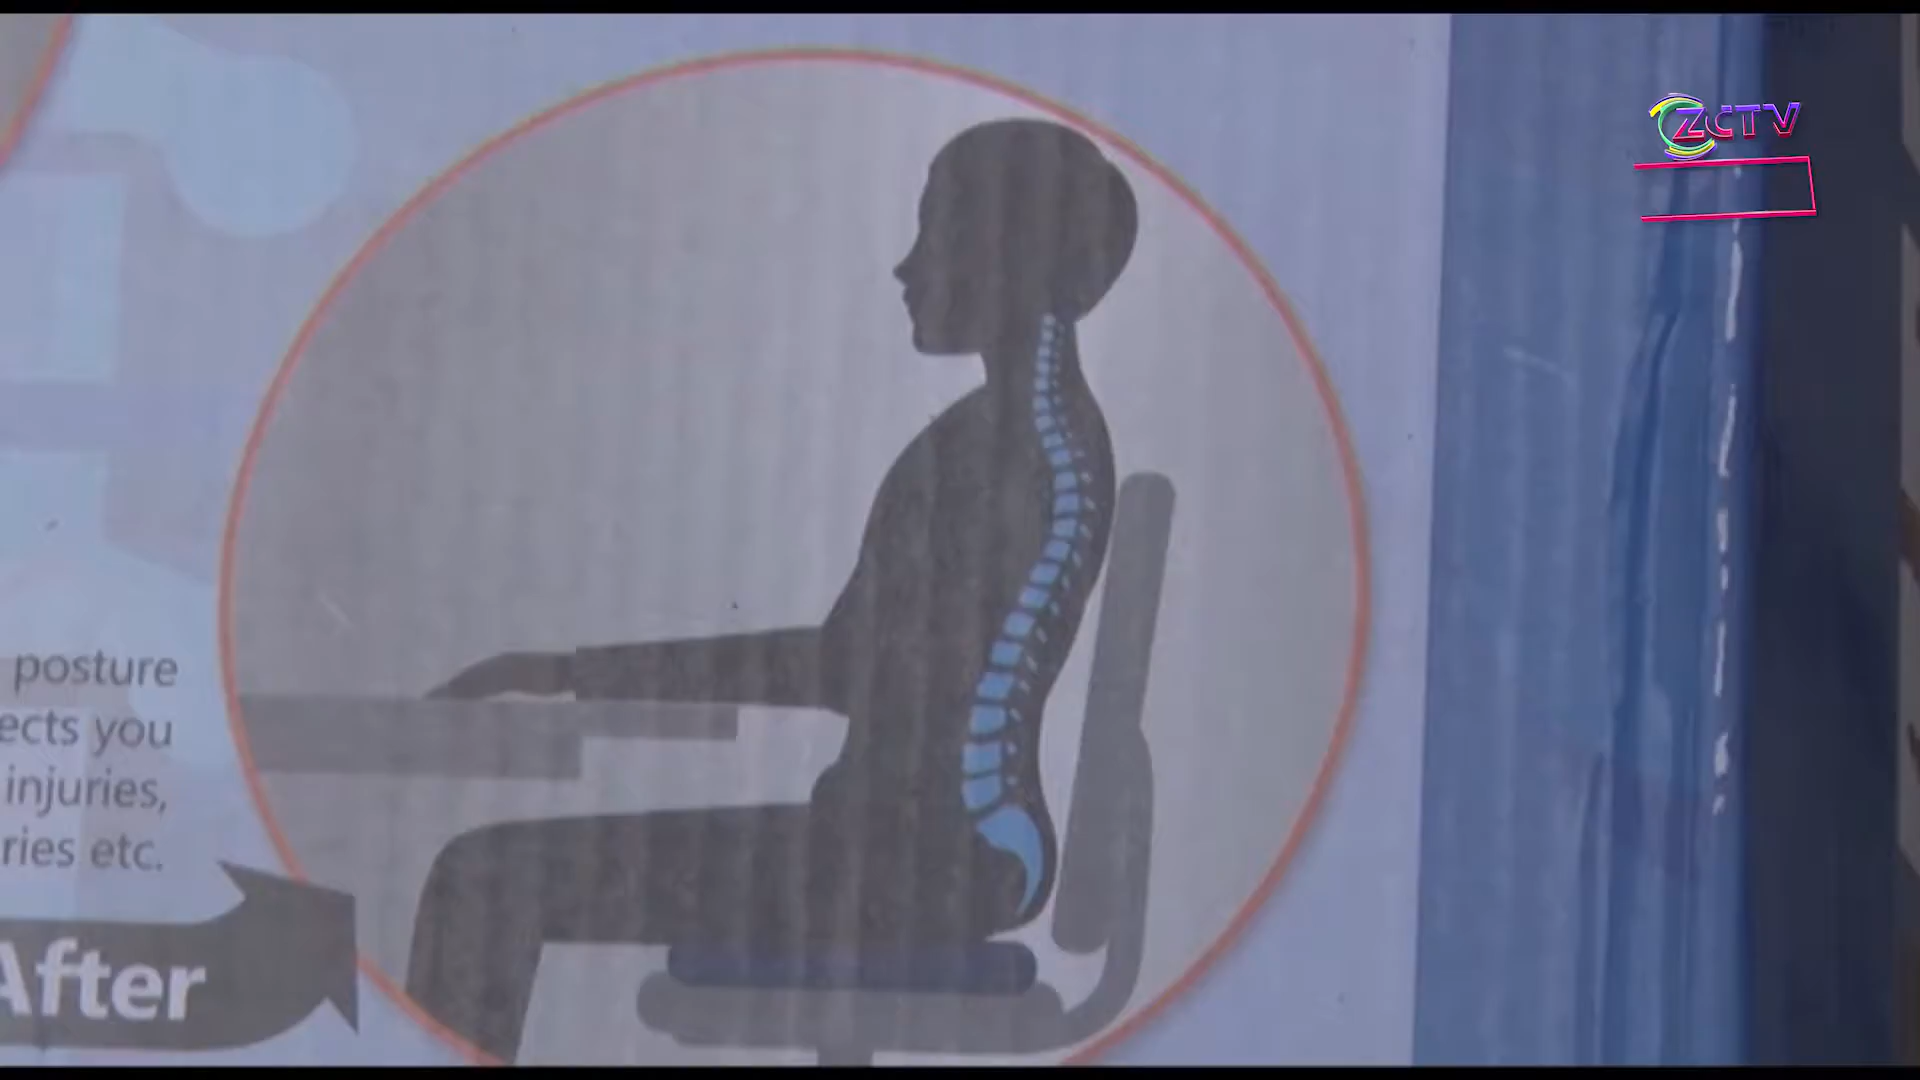 ZCTV
posture
ects you
injuries,
ries etc.
After